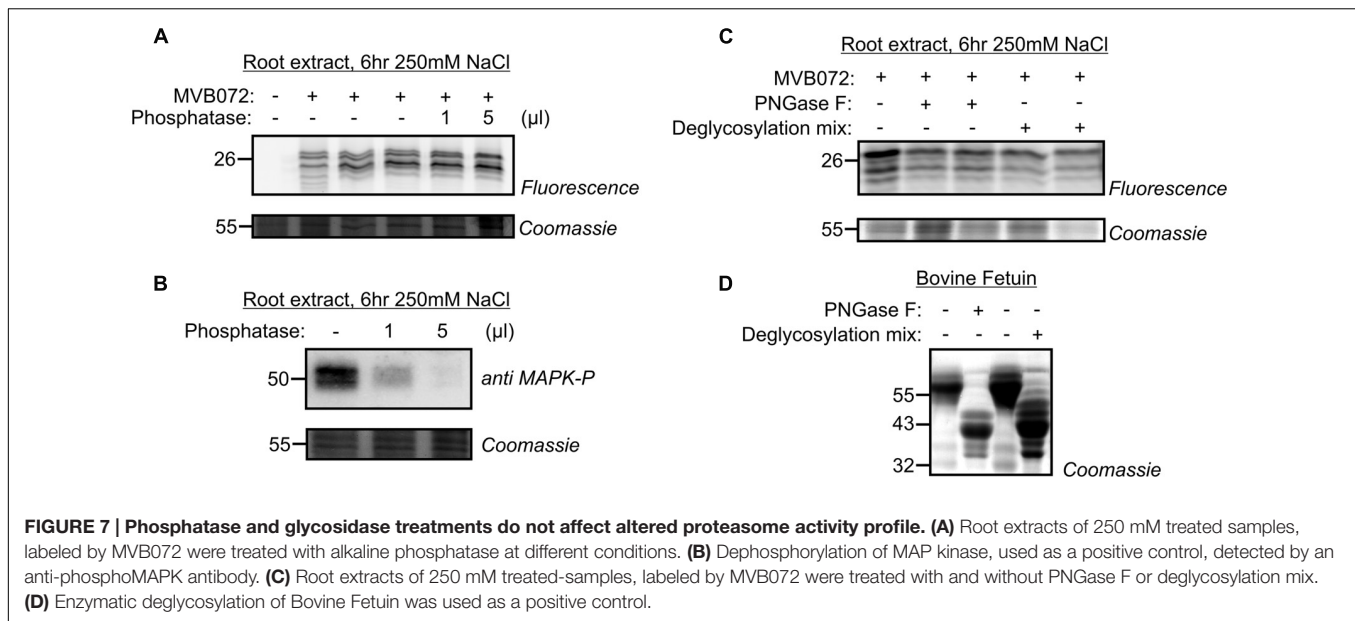 A
Root extract, 6hr 250mM NaCl
MVB072: - + + + + +
Phosphatase: - - - - 1 5 (µl)
26
Fluorescence
55
Coomassie
B
Root extract, 6hr 250mM NaCl
Phosphatase: - 1 5 (µl)
50
anti MAPK-P
55
Coomassie
C
Root extract, 6hr 250mM NaCl
MVB072: + + + + +
PNGase F: - + + - -
Deglycosylation mix: - - - + +
26
Fluorescence
55
Coomassie
D
Bovine Fetuin
PNGase F: - + - -
Deglycosylation mix: - - - +
55
43
32
Coomassie
FIGURE 7 | Phosphatase and glycosidase treatments do not affect altered proteasome activity profile. (A) Root extracts of 250 mM treated samples,
labeled by MVB072 were treated with alkaline phosphatase at different conditions. (B) Dephosphorylation of MAP kinase, used as a positive control, detected by an
anti-phosphoMAPK antibody. (C) Root extracts of 250 mM treated-samples, labeled by MVB072 were treated with and without PNGase F or deglycosylation mix.
(D) Enzymatic deglycosylation of Bovine Fetuin was used as a positive control.